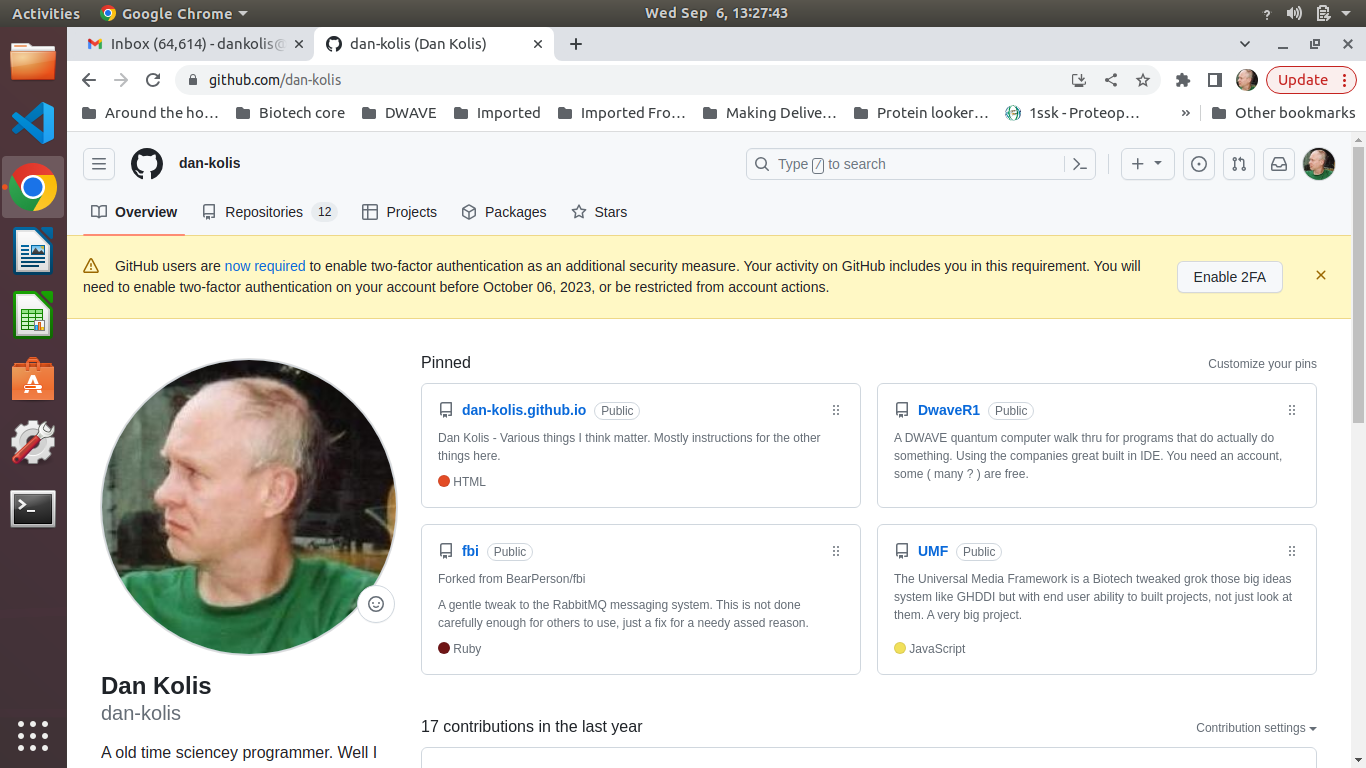 Activities
Google Chrome
Wed Sep 6, 13:27:43
?
Inbox (64,614) - dankolis@
dan-kolis (Dan Kolis)
github.com/dan-kolis
Update
Around the ho…
Biotech core
DWAVE
Imported
Imported Fro…
Making Delive…
Protein looker…
1ssk - Proteop…
»
Other bookmarks
dan-kolis
Type / to search
Overview
Repositories 12
Projects
Packages
Stars
GitHub users are now required to enable two-factor authentication as an additional security measure. Your activity on GitHub includes you in this requirement. You will
need to enable two-factor authentication on your account before October 06, 2023, or be restricted from account actions.
Enable 2FA
Pinned
Customize your pins
dan-kolis.github.io Public
Dan Kolis - Various things I think matter. Mostly instructions for the other
things here.
HTML
DwaveR1 Public
A DWAVE quantum computer walk thru for programs that do actually do
something. Using the companies great built in IDE. You need an account,
some ( many ? ) are free.
fbi Public
Forked from BearPerson/fbi
A gentle tweak to the RabbitMQ messaging system. This is not done
carefully enough for others to use, just a fix for a needy assed reason.
Ruby
UMF Public
The Universal Media Framework is a Biotech tweaked grok those big ideas
system like GHDDI but with end user ability to built projects, not just look at
them. A very big project.
JavaScript
Dan Kolis
dan-kolis
A old time sciencey programmer. Well I
17 contributions in the last year
Contribution settings